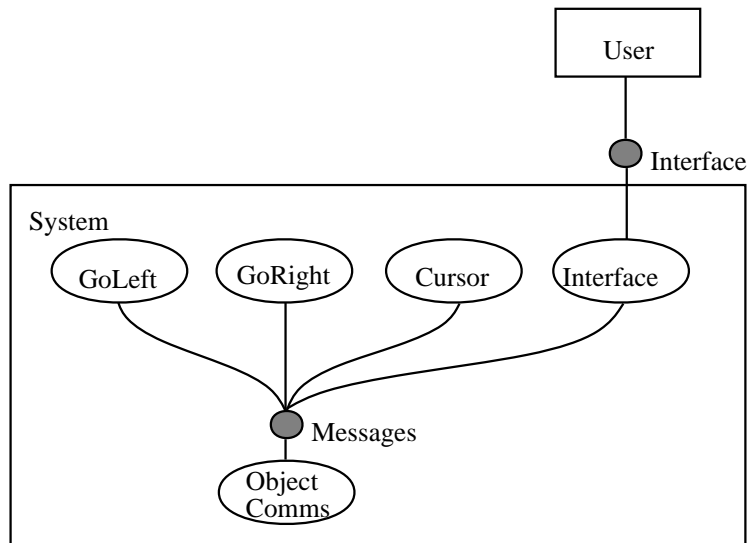 User
Interface
System
GoLeft
GoRight
Cursor
Interface
Messages
Object
Comms